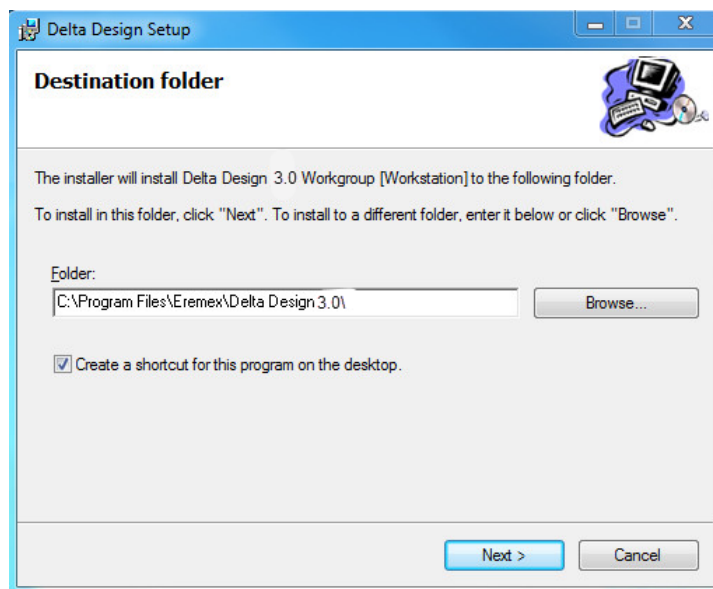 Delta Design Setup
Destination folder
The installer will install Delta Design 3.0 Workgroup [Workstation] to the following folder.
To install in this folder, click "Next". To install to a different folder, enter it below or click "Browse".
Folder:
C:\Program Files\Eremex\Delta Design 3.0\
Browse...
Create a shortcut for this program on the desktop.
Next >
Cancel